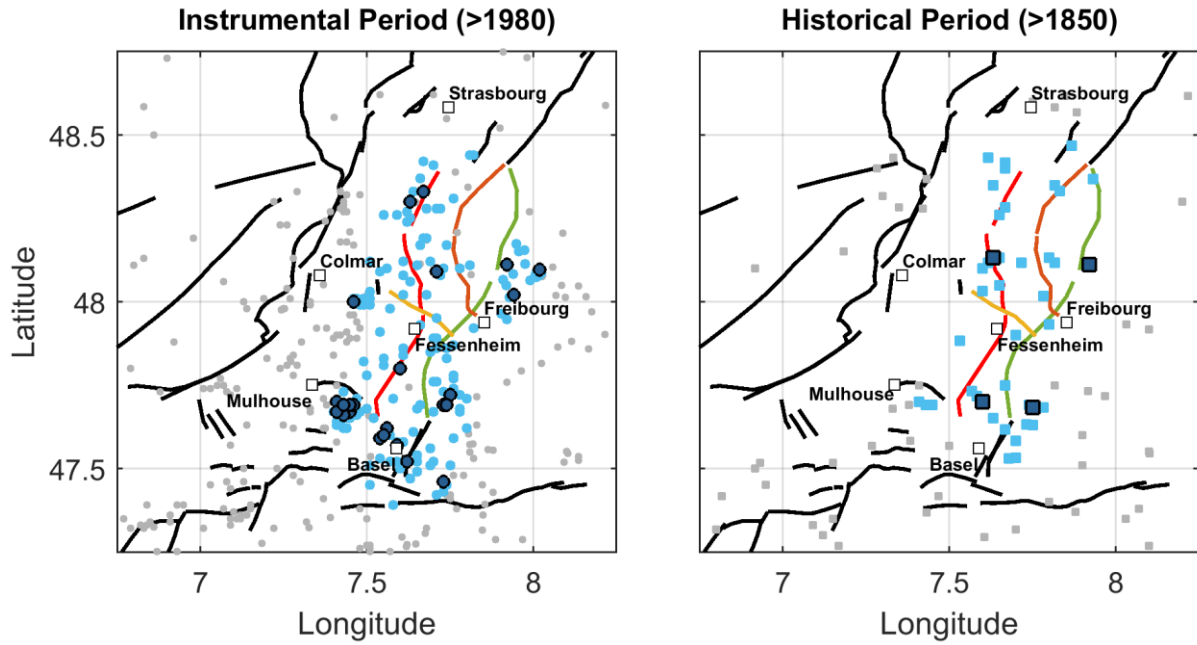 Instrumental Period (>1980)
Strasbourg
48.5
Colmar
48
Freibourg
Fessenheim
Mulhouse
Basel
47.5
7
7.5
8
Latitude
Longitude
Historical Period (>1850)
Strasbourg
Colmar
Freibourg
Fessenheim
Mulhouse
Basel
7
7.5
8
Longitude